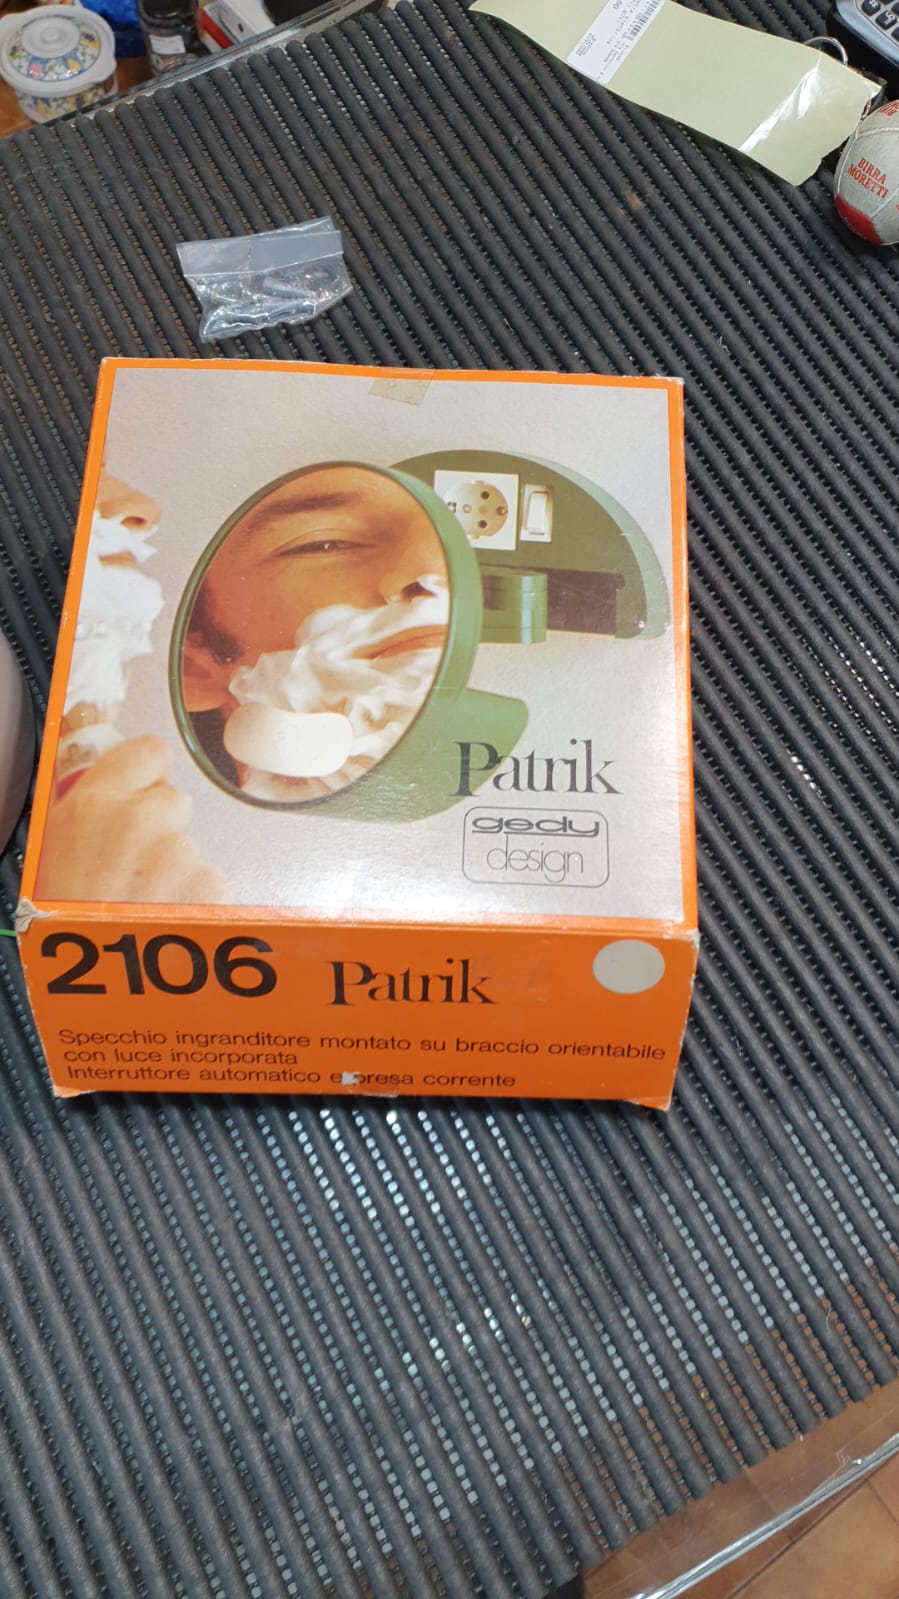 BIRRA
MORETTI
Patrik
gedy
design
2106 Patrik
Specchio ingranditore montato su braccio orientabile
con luce incorporata
Interruttore automatico e presa corrente